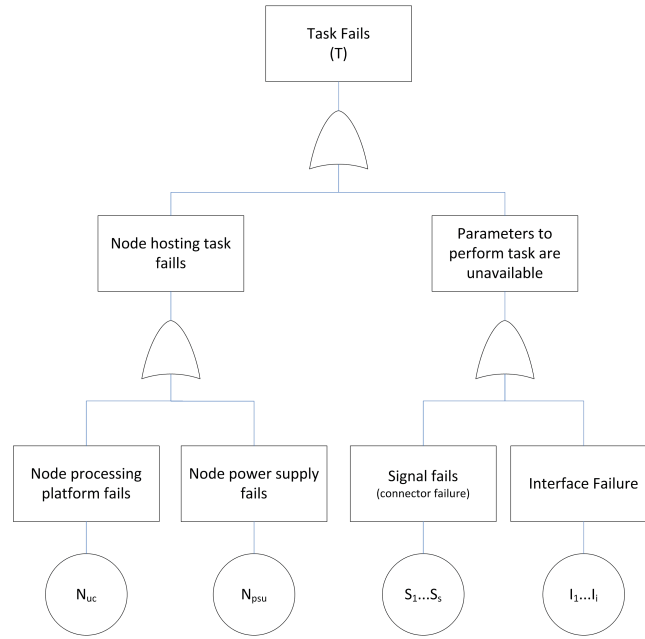 Task Fails
(T)
Node hosting task
faills
Parameters to
perform task are
unavailable
Node processing
platform fails
Node power supply
fails
Signal fails
(connector failure)
Interface Failure
Nuc
Npsu
S1...Ss
I1...Ii